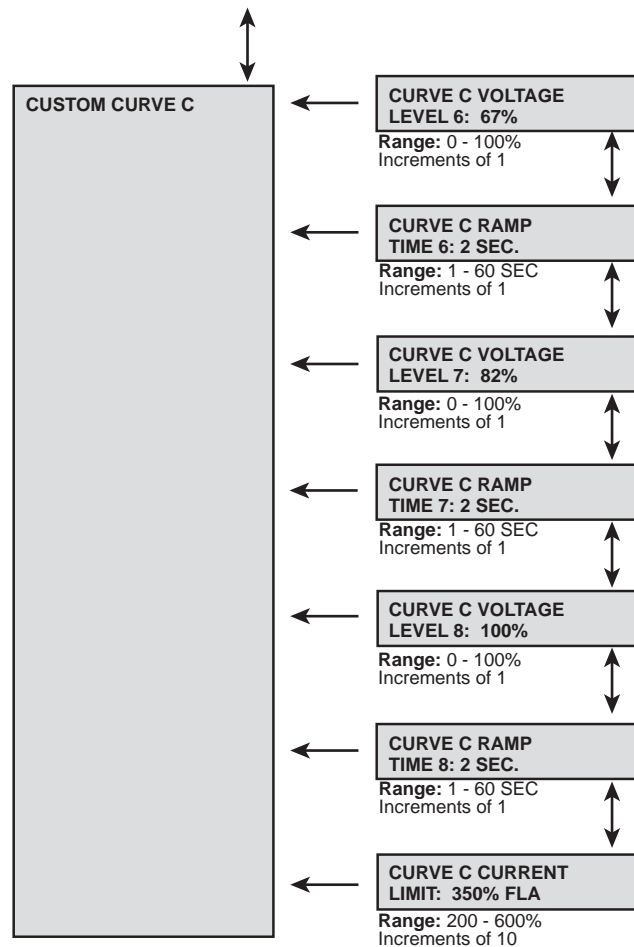 CUSTOM CURVE C
CURVE C VOLTAGE
LEVEL 6: 67%
Range: 0 - 100%
Increments of 1
CURVE C RAMP
TIME 6: 2 SEC.
Range: 1 - 60 SEC
Increments of 1
CURVE C VOLTAGE
LEVEL 7: 82%
Range: 0 - 100%
Increments of 1
CURVE C RAMP
TIME 7: 2 SEC.
Range: 1 - 60 SEC
Increments of 1
CURVE C VOLTAGE
LEVEL 8: 100%
Range: 0 - 100%
Increments of 1
CURVE C RAMP
TIME 8: 2 SEC.
Range: 1 - 60 SEC
Increments of 1
CURVE C CURRENT
LIMIT: 350% FLA
Range: 200 - 600%
Increments of 10